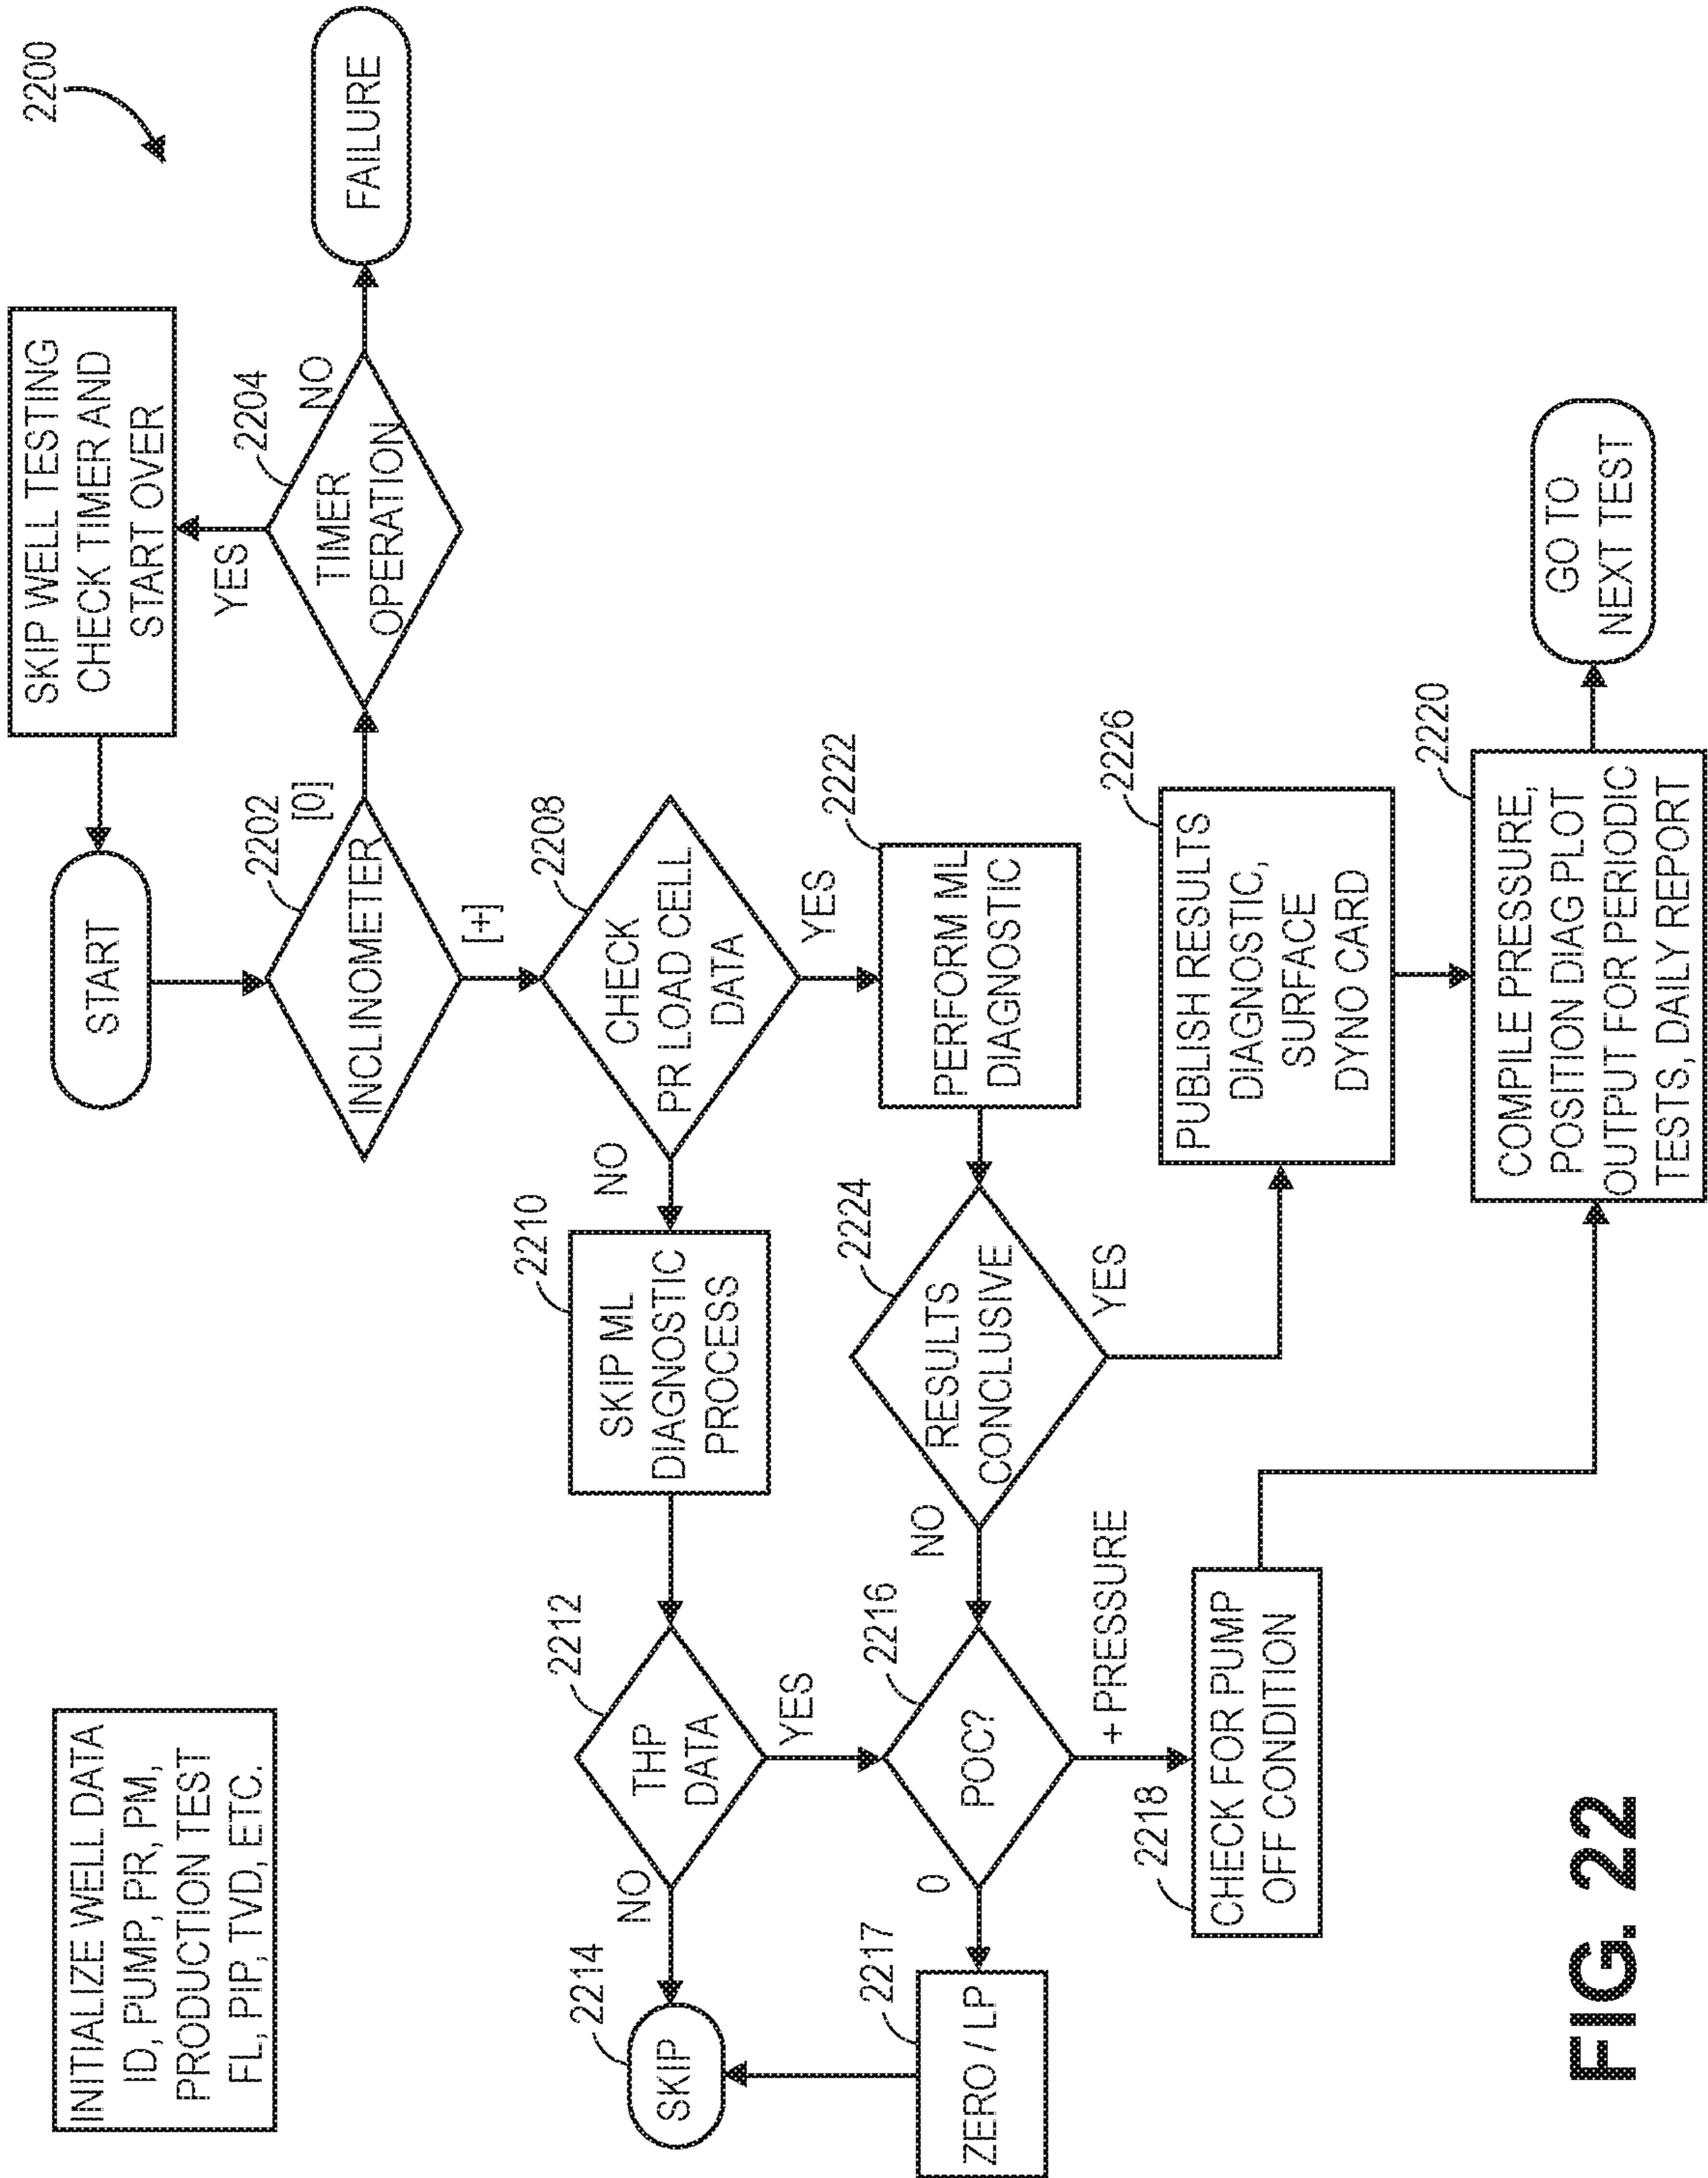 2200
INITIALIZE WELL DATA
ID, PUMP, PR, PM,
PRODUCTION TEST
FL, PIP, TVD, ETC.
START
SKIP WELL TESTING
CHECK TIMER AND
START OVER
2202
INCLINOMETER
[0]
[+]
2204
TIMER
OPERATION
YES
NO
FAILURE
2208
CHECK
PR LOAD CELL
DATA
NO
YES
2210
SKIP ML
DIAGNOSTIC
PROCESS
2212
THP
DATA
NO
YES
2214
SKIP
2222
PERFORM ML
DIAGNOSTIC
2224
RESULTS
CONCLUSIVE
NO
YES
2216
POC?
0
+ PRESSURE
2217
ZERO / LP
2218
CHECK FOR PUMP
OFF CONDITION
2226
PUBLISH RESULTS
DIAGNOSTIC,
SURFACE
DYNO CARD
2220
COMPILE PRESSURE,
POSITION DIAG PLOT
OUTPUT FOR PERIODIC
TESTS, DAILY REPORT
GO TO
NEXT TEST
FIG. 22